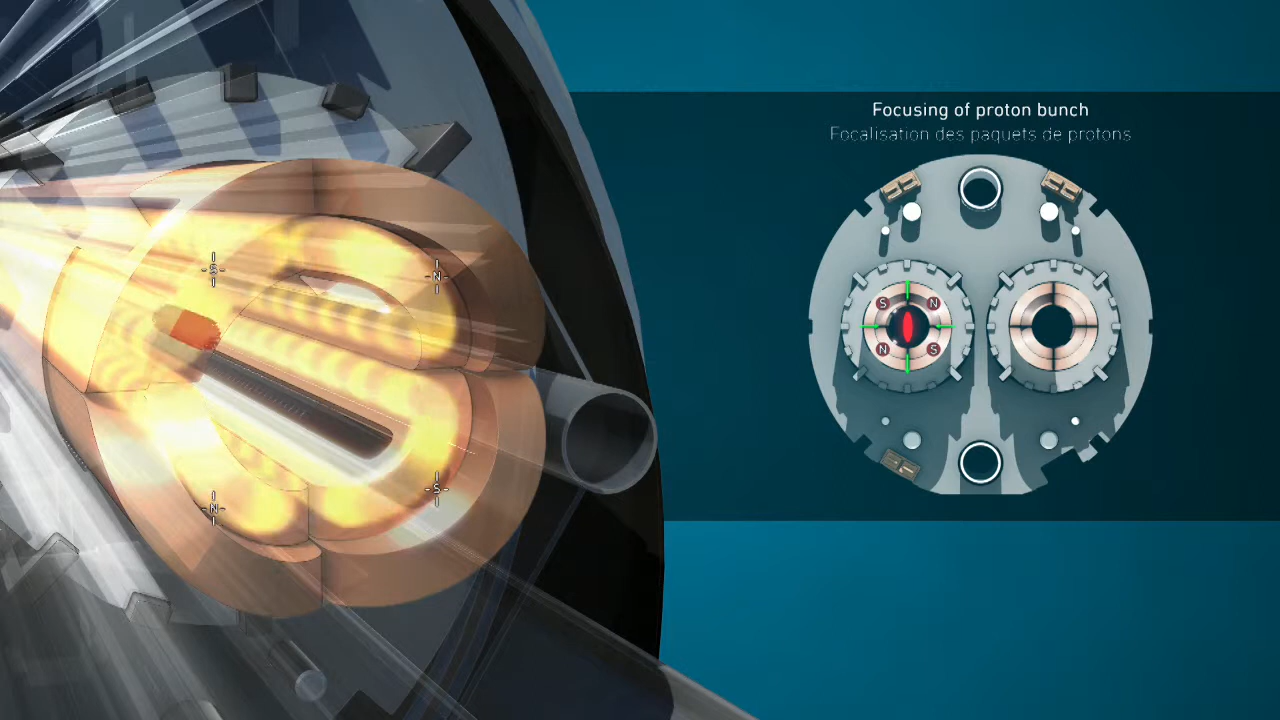 Focusing of proton bunch
Focalisation des paquets de protons
S N
S N
N S
N S